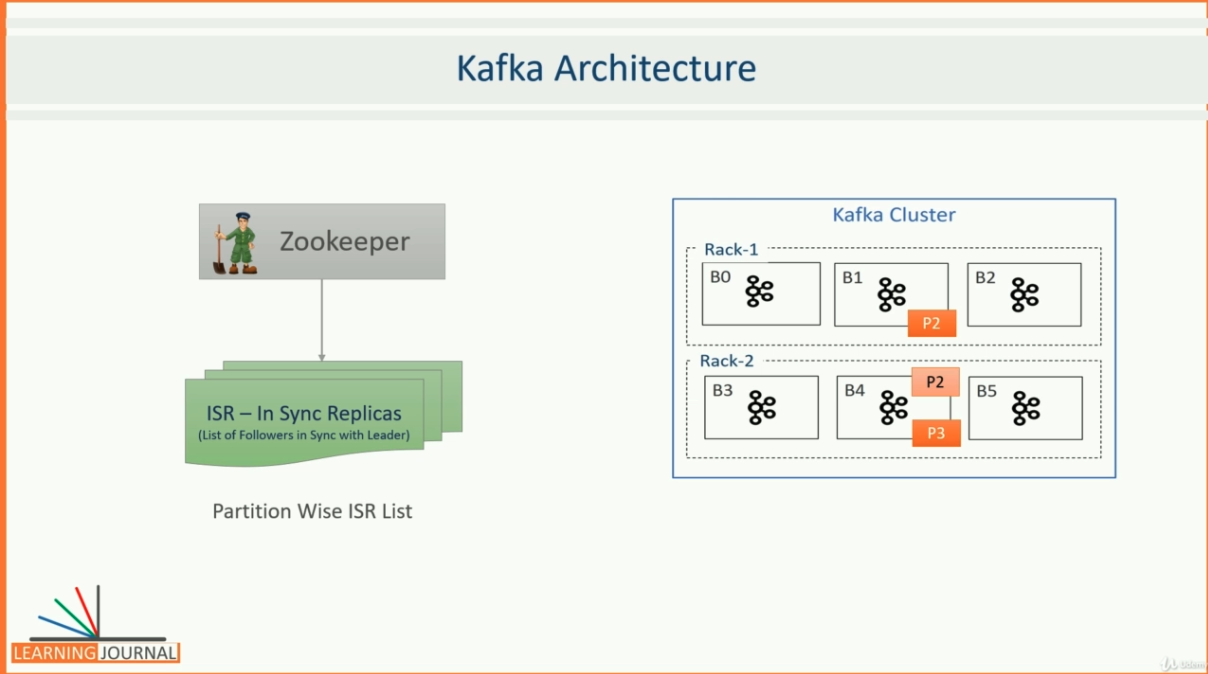 Kafka Architecture
Zookeeper
ISR – In Sync Replicas
(List of Followers in Sync with Leader)
Partition Wise ISR List
Kafka Cluster
Rack-1
B0
B1
B2
P2
Rack-2
B3
B4
P2
B5
P3
LEARNING JOURNAL
Udemy